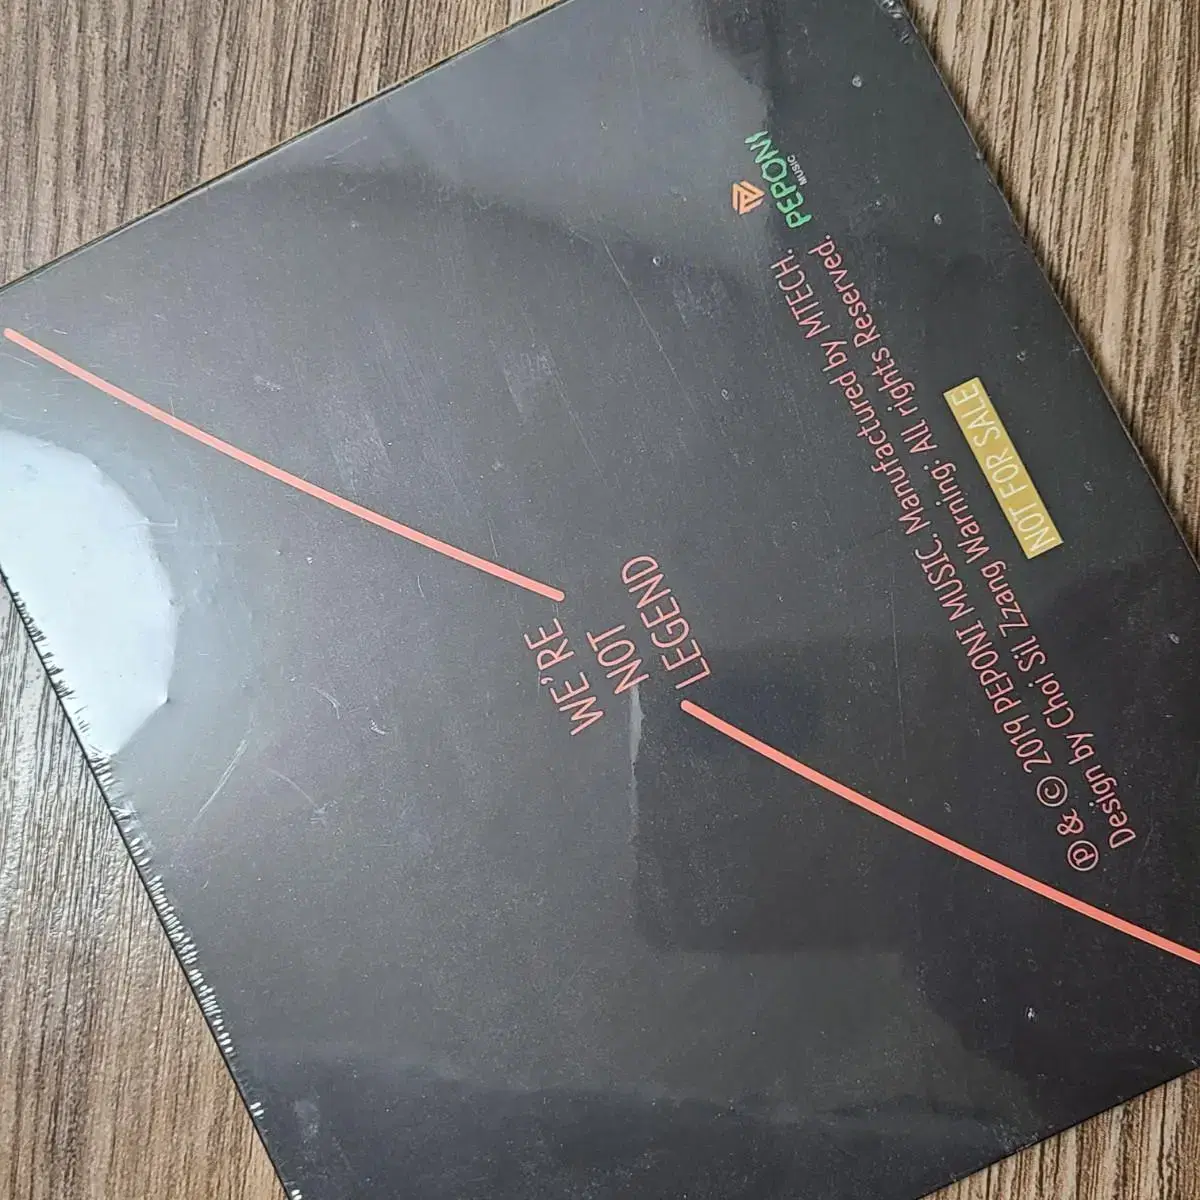 WE'RE
NOT
LEGEND
Ⓟ & © 2019 PEPONI MUSIC. Manufactured by MTECH.
Design by Choi Sil Zzang Warning: All rights Reserved.
PEPONI
MUSIC
NOT FOR SALE